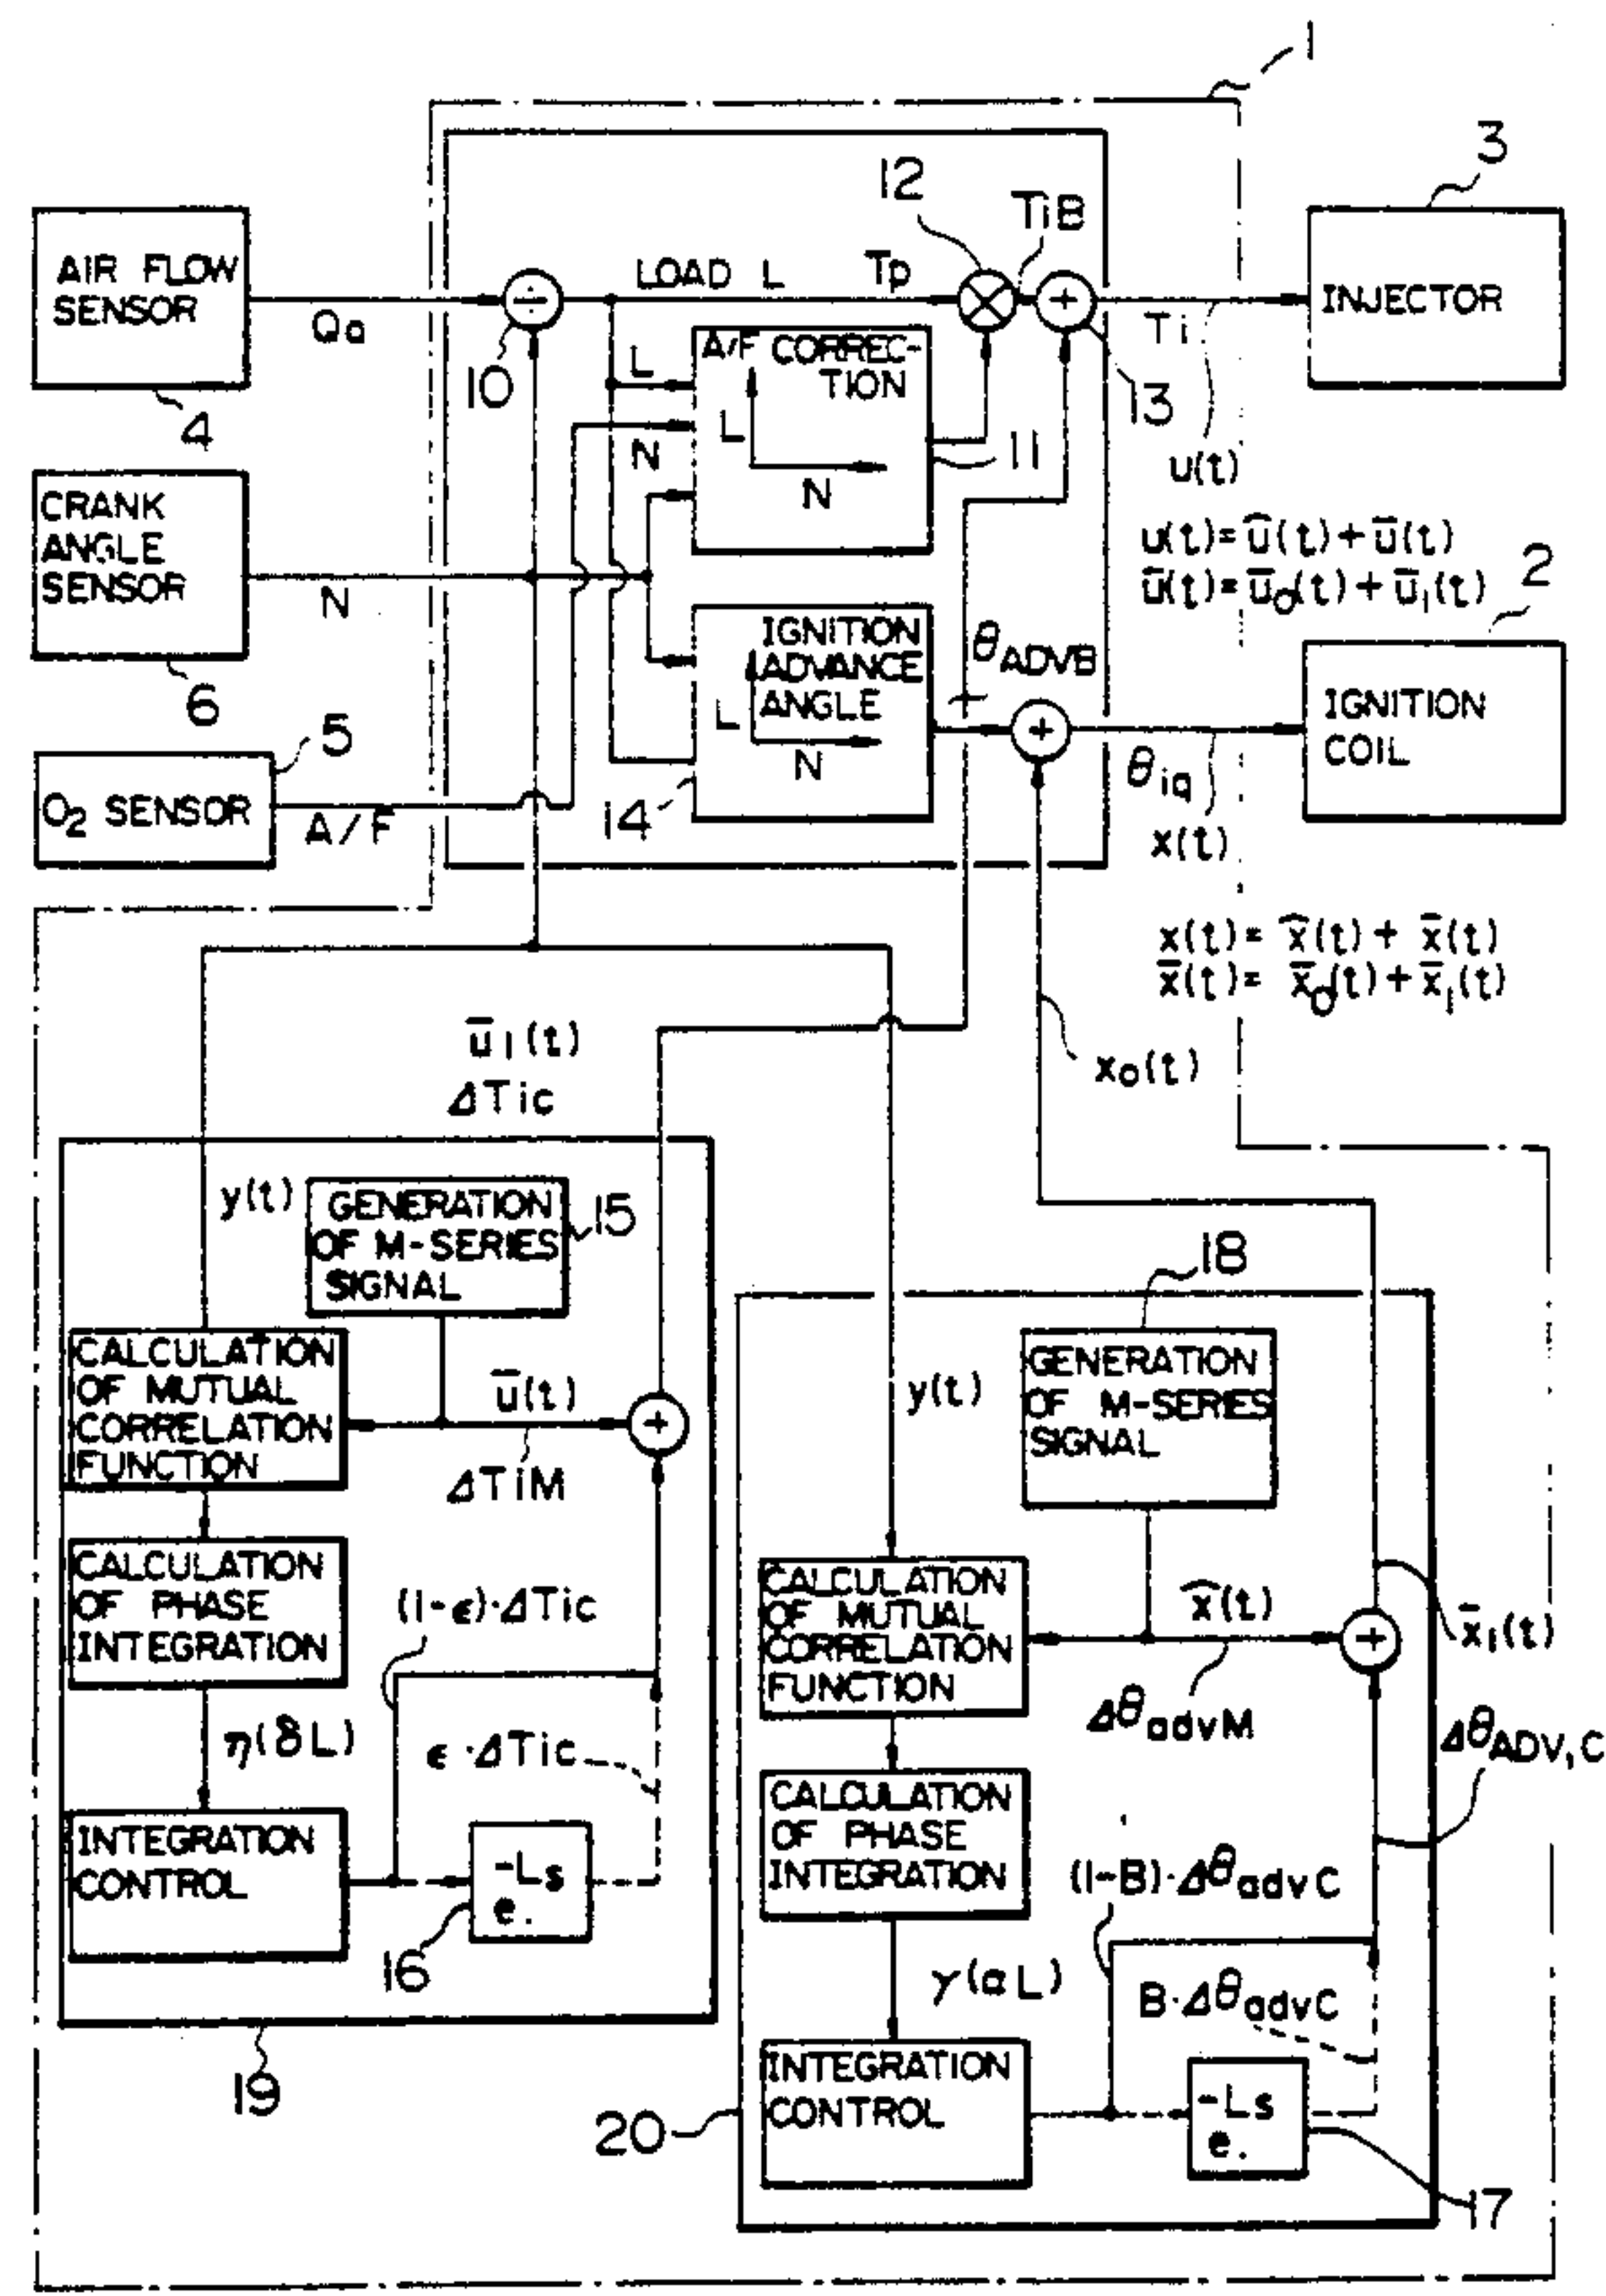 1
3
12
TiB
AIR FLOW
SENSOR
Qa
÷
LOAD L
Tp
+
Ti
INJECTOR
10
4
L
A/F CORREC-
TION
L
N
N
11
13
u(t)
CRANK
ANGLE
SENSOR
N
6
u(t)=û(t)+ū(t)
ū(t)=ū₀(t)+ū₁(t)
2
IGNITION
ADVANCE
ANGLE
L
N
θADVB
+
θiq
x(t)
IGNITION
COIL
5
O₂ SENSOR
A/F
14
x(t)= x̂(t)+ x̄(t)
x̄(t)= x̄₀(t)+x̄₁(t)
x₀(t)
ū₁(t)
ΔTic
y(t)
GENERATION
OF M-SERIES
SIGNAL
15
18
GENERATION
OF M-SERIES
SIGNAL
CALCULATION
OF MUTUAL
CORRELATION
FUNCTION
ū(t)
+
ΔTiM
y(t)
CALCULATION
OF PHASE
INTEGRATION
(1-ε)·ΔTic
CALCULATION
OF MUTUAL
CORRELATION
FUNCTION
x̂(t)
+
x̄₁(t)
ΔθadvM
ΔθADV,C
η(δL)
ε·ΔTic
INTEGRATION
CONTROL
-Ls
e.
16
CALCULATION
OF PHASE
INTEGRATION
(1-B)·ΔθadvC
γ(αL)
B·ΔθadvC
19
INTEGRATION
CONTROL
-Ls
e.
20
17